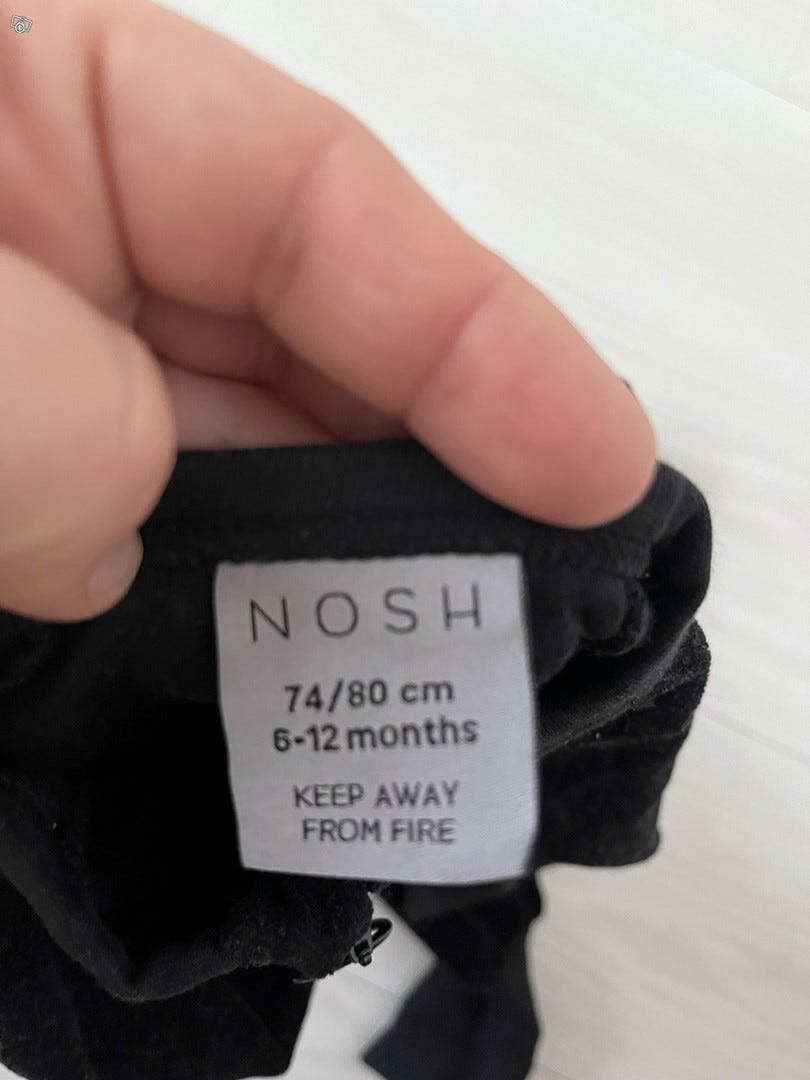 NOSH
74/80 cm
6-12 months
KEEP AWAY
FROM FIRE